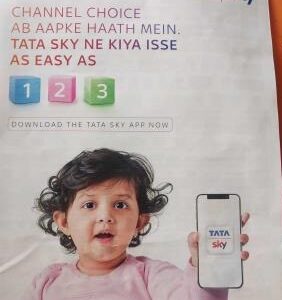 CHANNEL CHOICE
AB AAPKE HAATH MEIN.
TATA SKY NE KIYA ISSE
AS EASY AS
1 2 3
DOWNLOAD THE TATA SKY APP NOW
TATA
sky